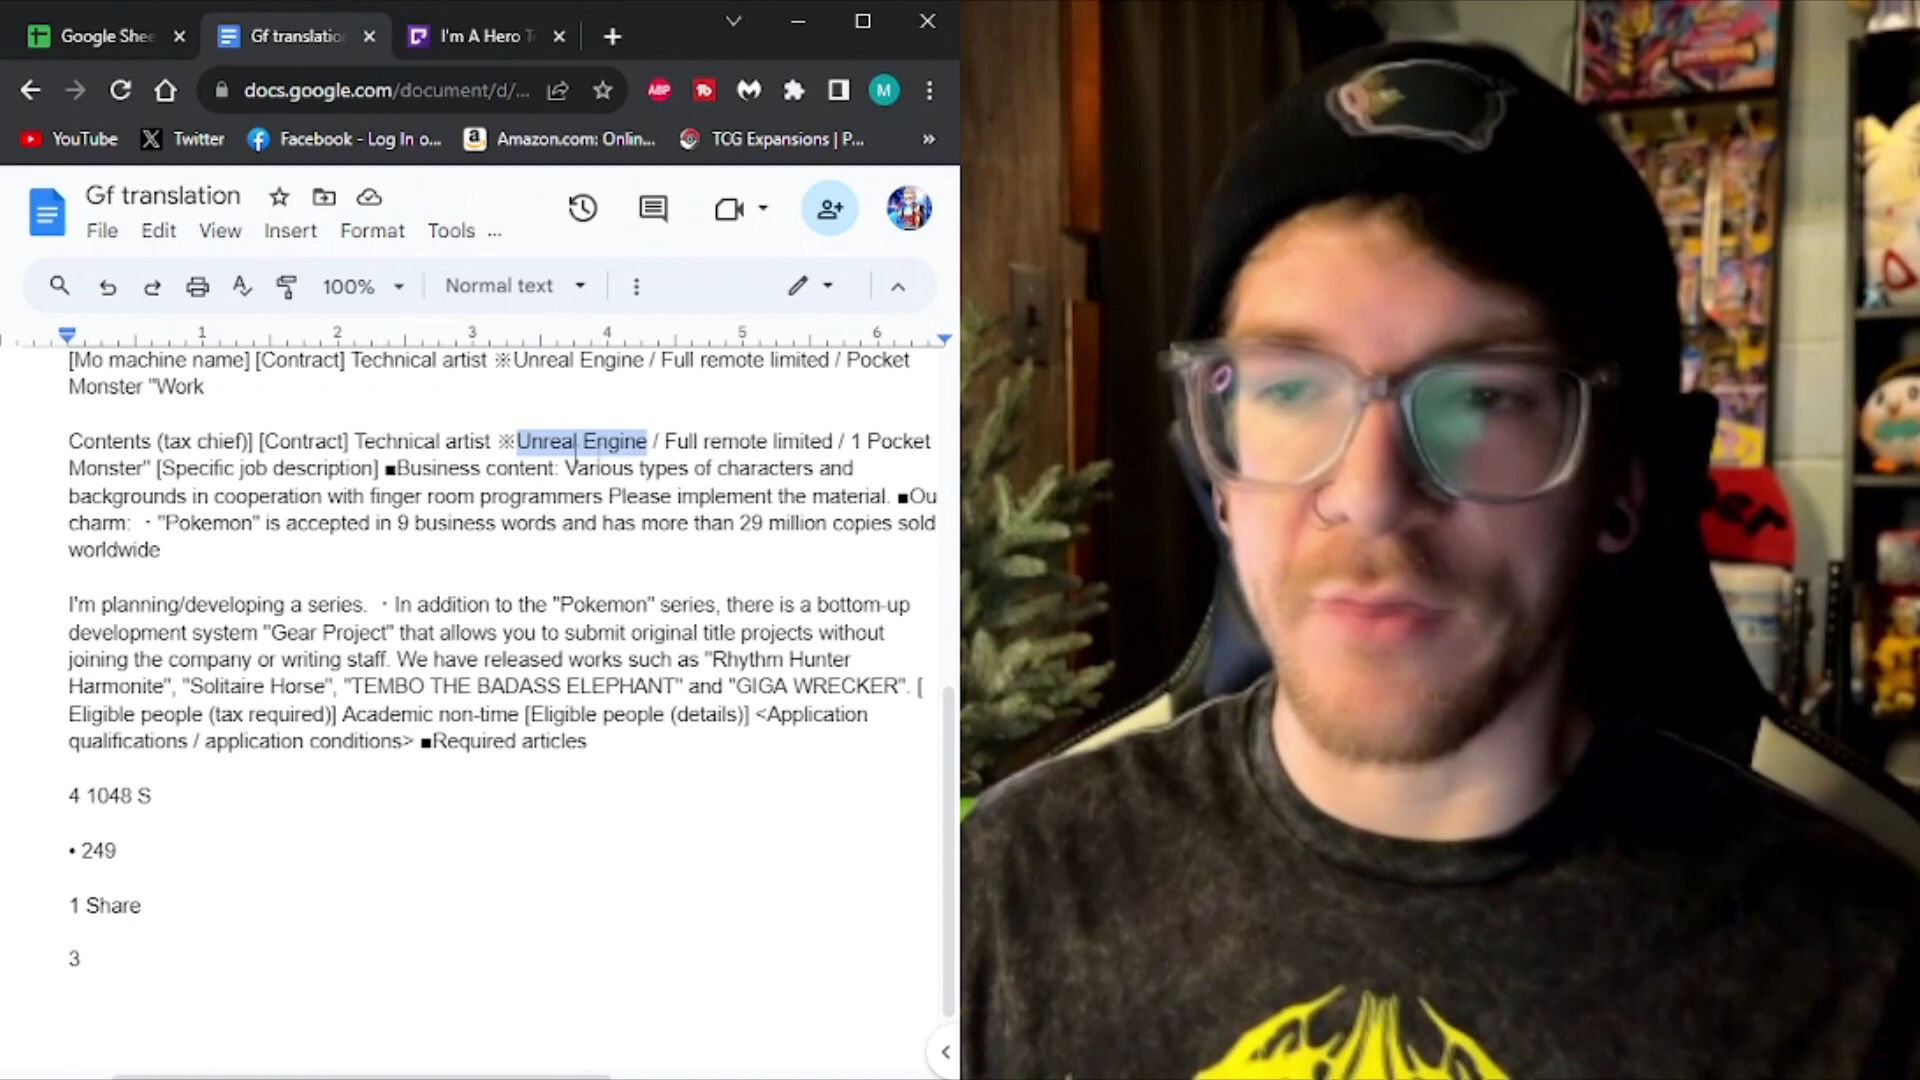 Google Shee
Gf translatio
I'm A Hero T
docs.google.com/document/d/...
ABP
M
YouTube
Twitter
Facebook - Log In o...
Amazon.com: Onlin...
TCG Expansions | P...
»
Gf translation
File Edit View Insert Format Tools ...
100%
Normal text
1 2 3 4 5 6
[Mo machine name] [Contract] Technical artist ※Unreal Engine / Full remote limited / Pocket
Monster "Work
Contents (tax chief)] [Contract] Technical artist ※Unreal Engine / Full remote limited / 1 Pocket
Monster" [Specific job description] ■Business content: Various types of characters and
backgrounds in cooperation with finger room programmers Please implement the material. ■Ou
charm: ・"Pokemon" is accepted in 9 business words and has more than 29 million copies sold
worldwide
I'm planning/developing a series. ・In addition to the "Pokemon" series, there is a bottom-up
development system "Gear Project" that allows you to submit original title projects without
joining the company or writing staff. We have released works such as "Rhythm Hunter
Harmonite", "Solitaire Horse", "TEMBO THE BADASS ELEPHANT" and "GIGA WRECKER". [
Eligible people (tax required)] Academic non-time [Eligible people (details)] <Application
qualifications / application conditions> ■Required articles
4 1048 S
• 249
1 Share
3